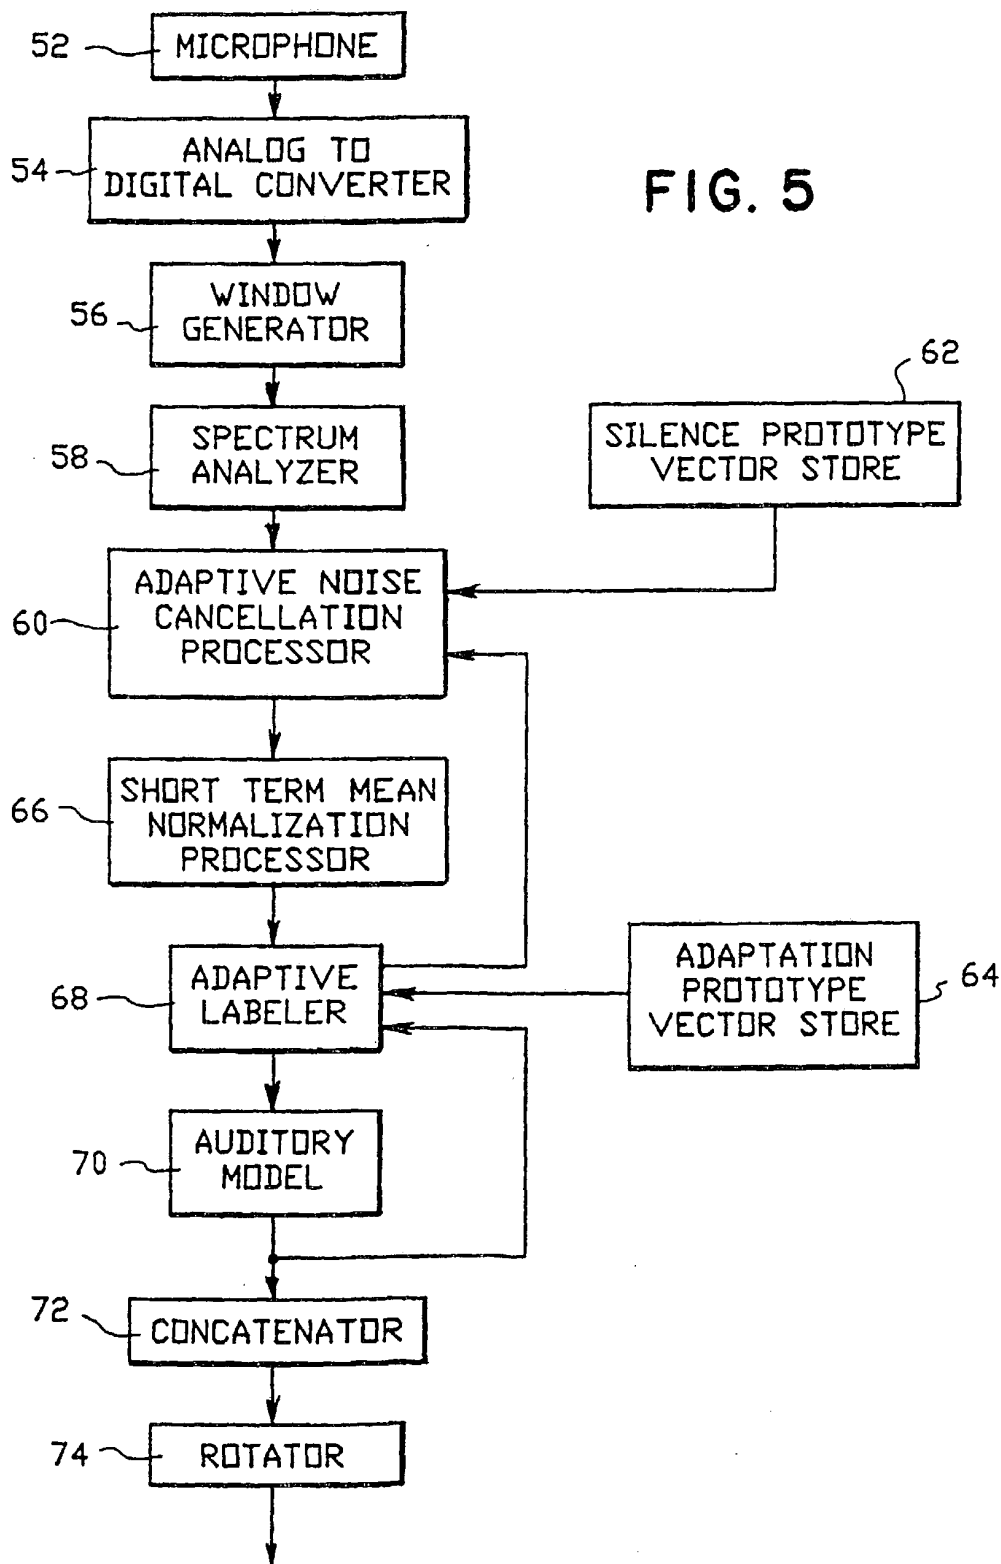 52
MICROPHONE
54
ANALOG TO
DIGITAL CONVERTER
FIG. 5
56
WINDOW
GENERATOR
58
SPECTRUM
ANALYZER
62
SILENCE PROTOTYPE
VECTOR STORE
60
ADAPTIVE NOISE
CANCELLATION
PROCESSOR
66
SHORT TERM MEAN
NORMALIZATION
PROCESSOR
68
ADAPTIVE
LABELER
ADAPTATION
PROTOTYPE
VECTOR STORE
64
70
AUDITORY
MODEL
72
CONCATENATOR
74
ROTATOR